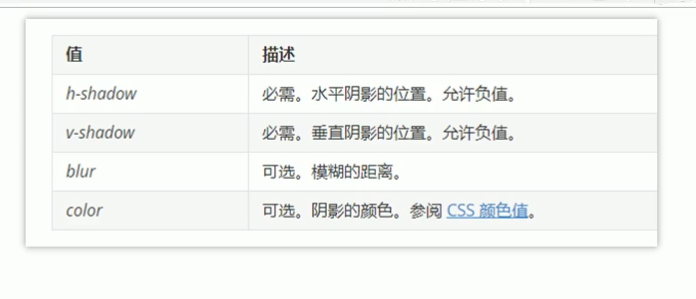 值 描述
h-shadow 必需。水平阴影的位置。允许负值。
v-shadow 必需。垂直阴影的位置。允许负值。
blur 可选。模糊的距离。
color 可选。阴影的颜色。参阅 CSS 颜色值。